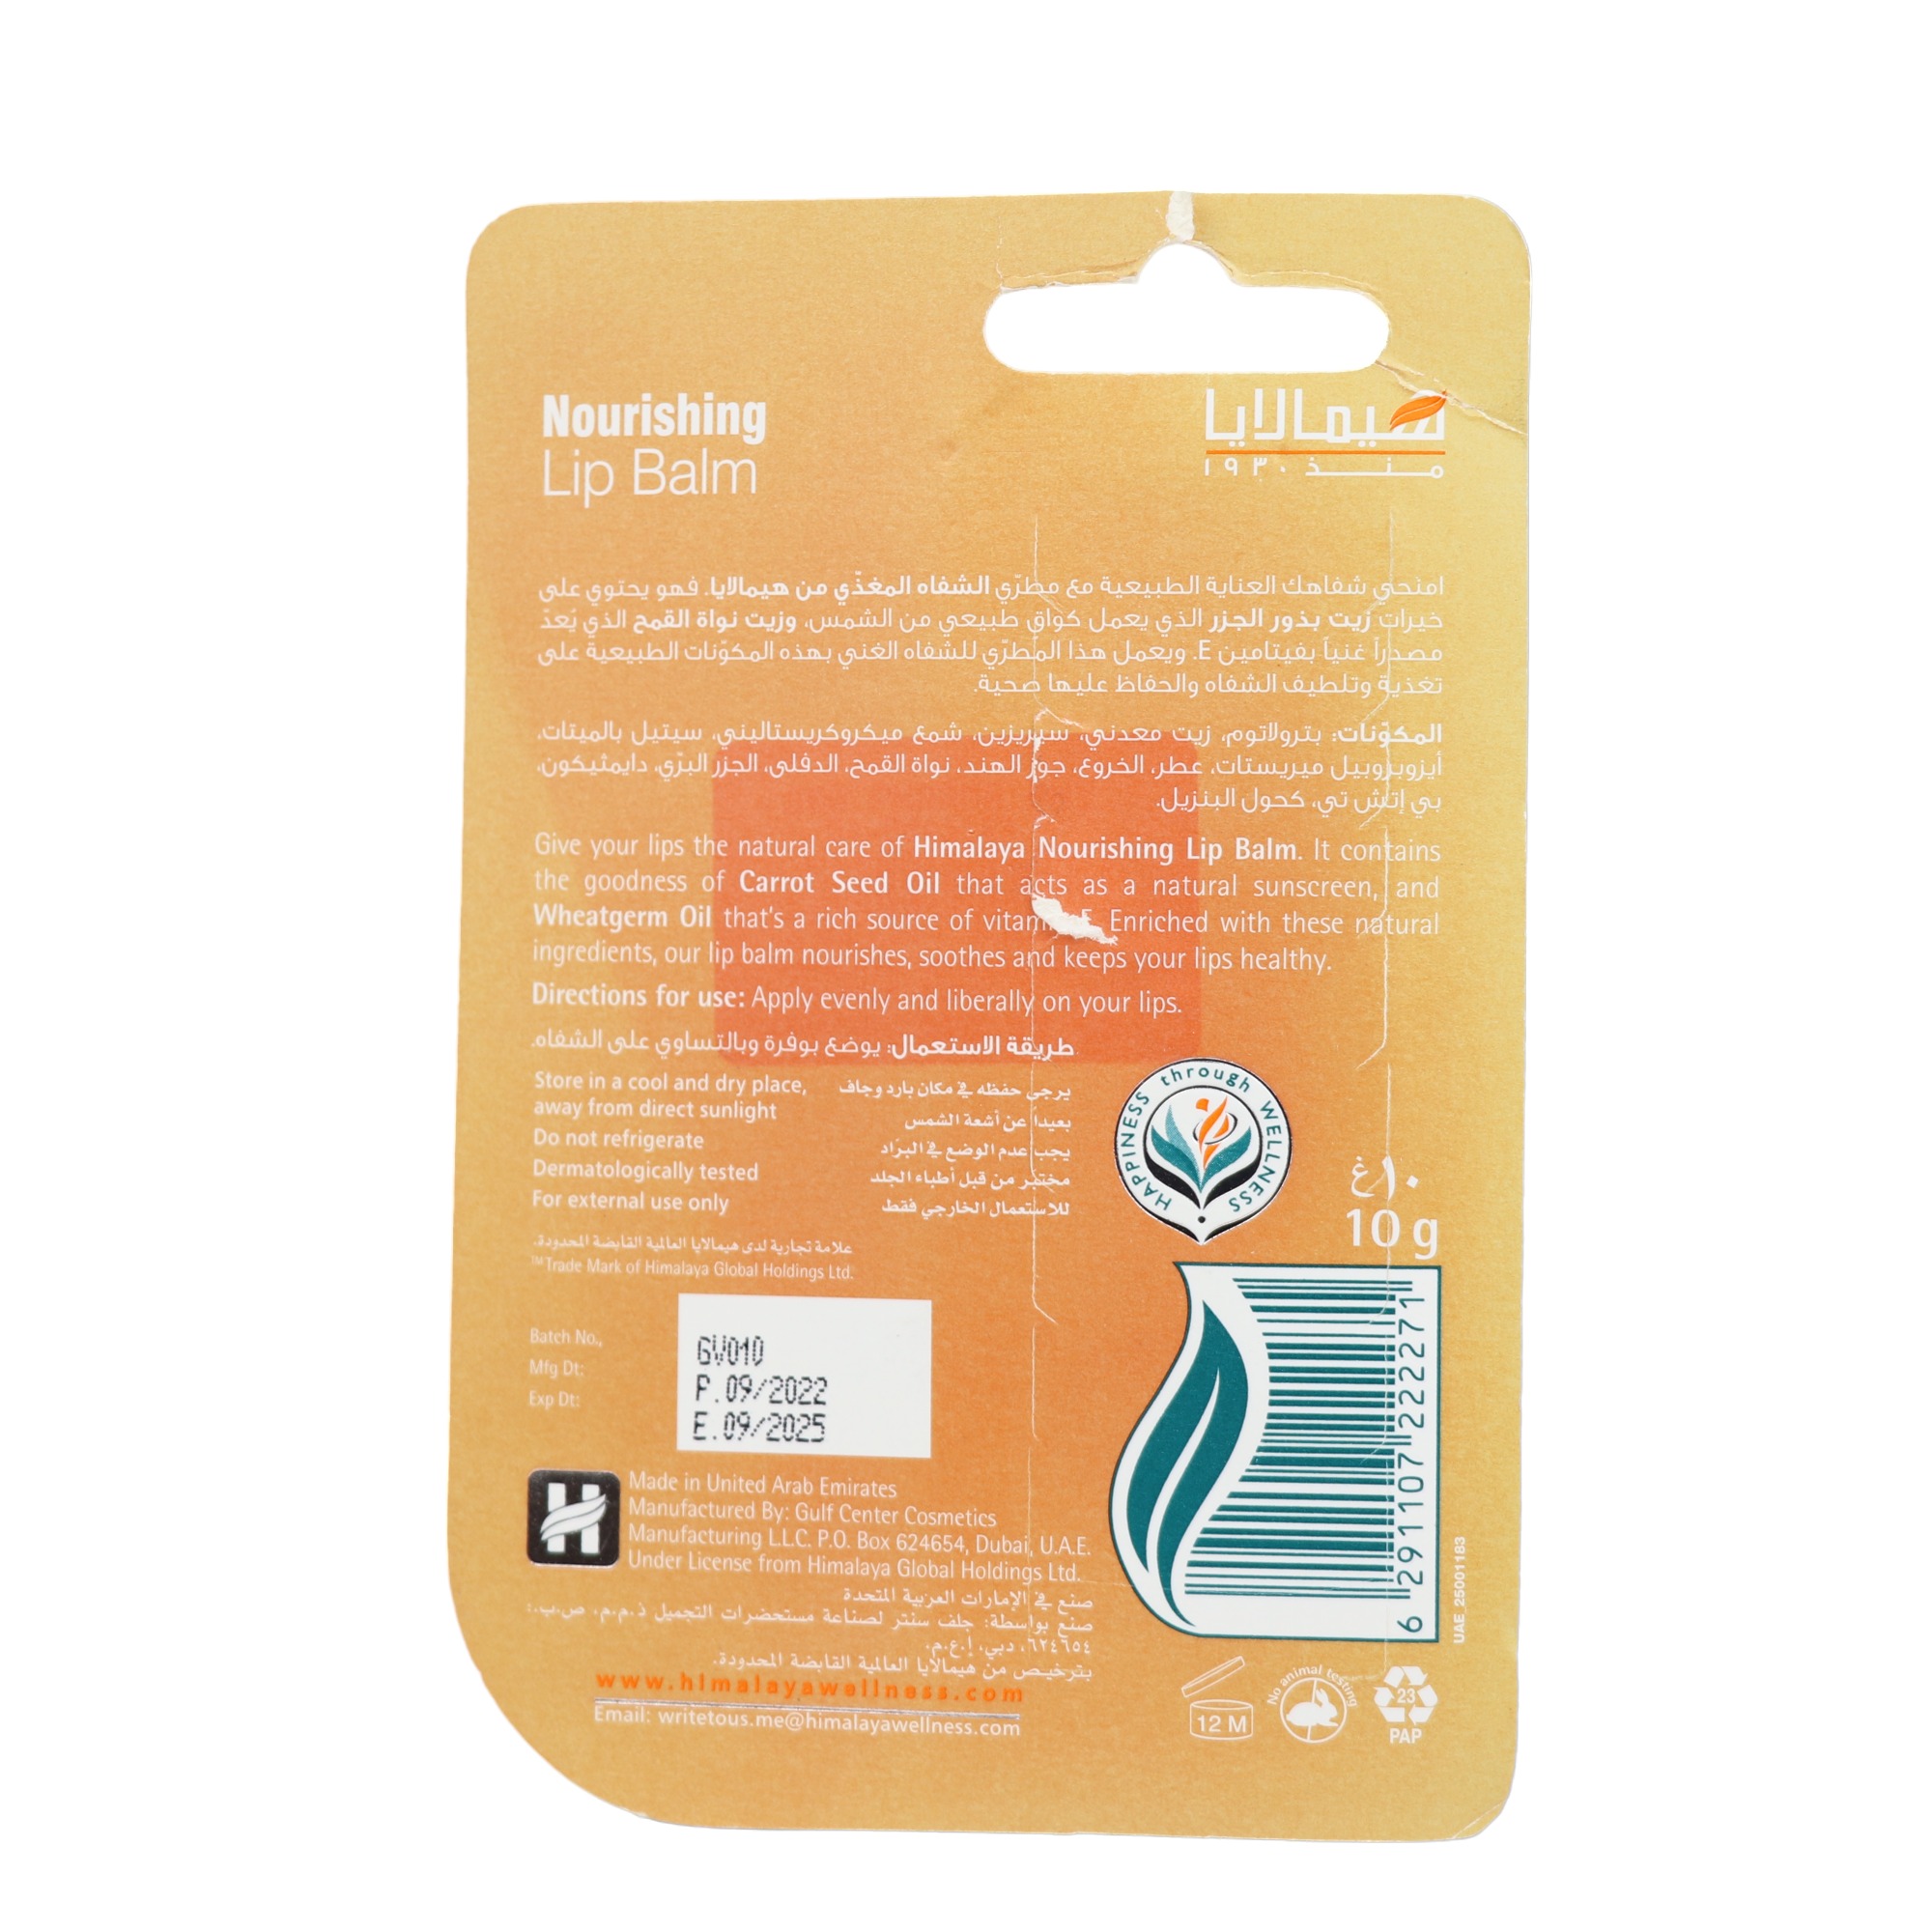 Nourishing
Lip Balm
هيمالايا
منذ ١٩٣٠
امنحي شفاهك العناية الطبيعية مع مطرّي الشفاه المغذّي من هيمالايا. فهو يحتوي على
خيرات زيت بذور الجزر الذي يعمل كواقٍ طبيعي من الشمس، وزيت نواة القمح الذي يُعدّ
مصدراً غنياً بفيتامين E. ويعمل هذا المُطرّي للشفاه الغني بهذه المكوّنات الطبيعية على
تغذية وتلطيف الشفاه والحفاظ عليها صحية.
المكوّنات: بترولاتوم، زيت معدني، سيريزين، شمع ميكروكريستاليني، سيتيل بالميتات،
أيزوبروبيل ميريستات، عطر، الخروع، جوز الهند، نواة القمح، الدفلى، الجزر البرّي، دايمثيكون،
بي إتش تي، كحول البنزيل.
Give your lips the natural care of Himalaya Nourishing Lip Balm. It contains
the goodness of Carrot Seed Oil that acts as a natural sunscreen, and
Wheatgerm Oil that's a rich source of vitam E. Enriched with these natural
ingredients, our lip balm nourishes, soothes and keeps your lips healthy.
Directions for use: Apply evenly and liberally on your lips.
طريقة الاستعمال: يوضع بوفرة وبالتساوي على الشفاه.
Store in a cool and dry place,
away from direct sunlight
Do not refrigerate
Dermatologically tested
For external use only
يرجى حفظه في مكان بارد وجاف
بعيدا عن أشعة الشمس
يجب عدم الوضع في البرّاد
مختبر من قبل أطباء الجلد
للاستعمال الخارجي فقط
HAPPINESS through WELLNESS
١٠غ
10 g
علامة تجارية لدى هيمالايا العالمية القابضة المحدودة.
™Trade Mark of Himalaya Global Holdings Ltd.
Batch No.,
Mfg Dt:
Exp Dt:
GV010
P.09/2022
E.09/2025
Made in United Arab Emirates
Manufactured By: Gulf Center Cosmetics
Manufacturing L.L.C. P.O. Box 624654, Dubai, U.A.E.
Under License from Himalaya Global Holdings Ltd.
صنع في الإمارات العربية المتحدة
صنع بواسطة: جلف سنتر لصناعة مستحضرات التجميل ذ.م.م. ص.ب.:
٦٢٤٦٥٤، دبي، إ.ع.م.
بترخيص من هيمالايا العالمية القابضة المحدودة.
www.himalayawellness.com
Email: writetous.me@himalayawellness.com
6 291107 222271
UAE_25001183
12 M
No animal testing
23
PAP